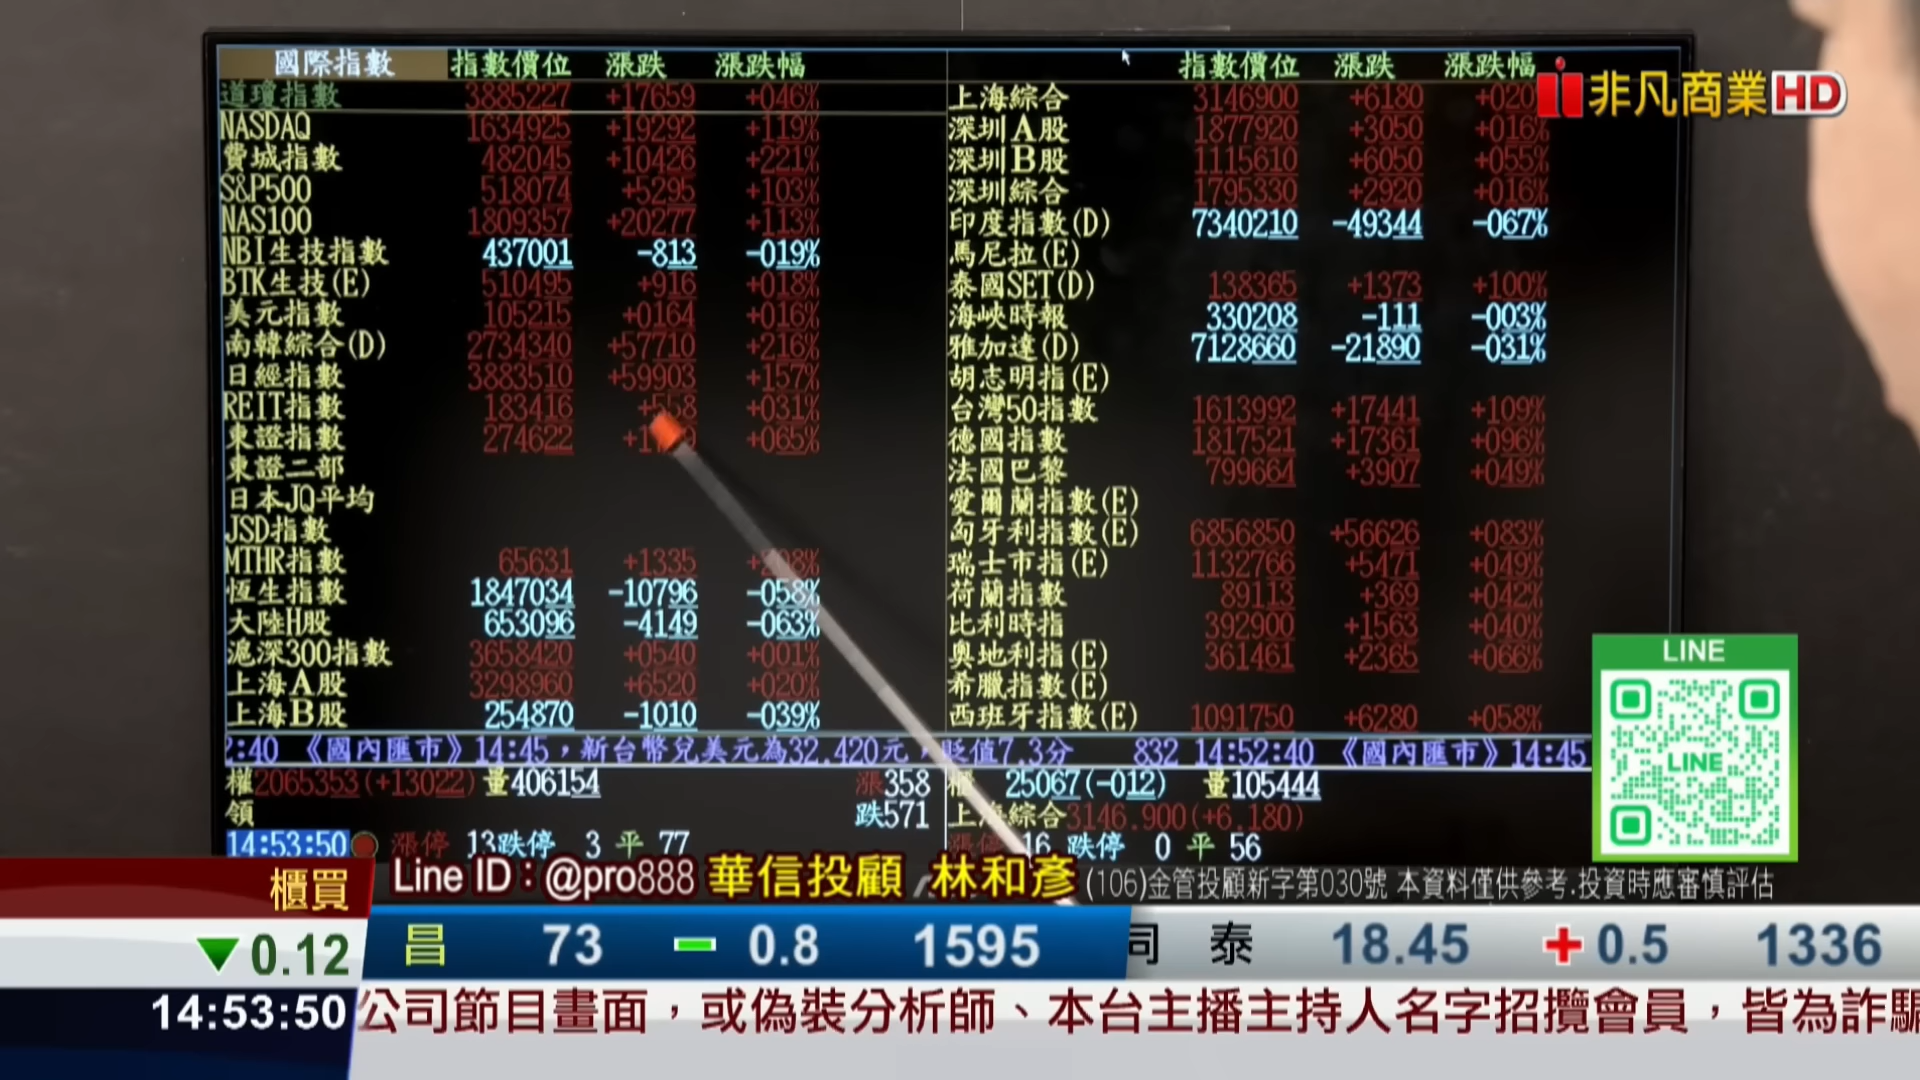 國際指數 指數價位 漲跌 漲跌幅
道瓊指數 3885227 +17659 +046%
NASDAQ 1634925 +19292 +119%
費城指數 482045 +10426 +221%
S&P500 518074 +5295 +103%
NAS100 1809357 +20277 +113%
NBI生技指數 437001 -813 -019%
BTK生技(E) 510495 +916 +018%
美元指數 105215 +0164 +016%
南韓綜合(D) 2734340 +57710 +216%
日經指數 3883510 +59903 +157%
REIT指數 183416 +558 +031%
東證指數 274622 +065%
東證二部
日本JQ平均
JSD指數
MTHR指數 65631 +1335
恆生指數 1847034 -10796 -058%
大陸H股 653096 -4149 -063%
滬深300指數 3658420 +0540 +001%
上海A股 3298960 +6520 +020%
上海B股 254870 -1010 -039%
指數價位 漲跌 漲跌幅
上海綜合 3146900 +6180 +020
深圳A股 1877920 +3050 +016%
深圳B股 1115610 +6050 +055%
深圳綜合 1795330 +2920 +016%
印度指數(D) 7340210 -49344 -067%
馬尼拉(E)
泰國SET(D) 138365 +1373 +100%
海峽時報 330208 -111 -003%
雅加達(D) 7128660 -21890 -031%
胡志明指(E)
台灣50指數 1613992 +17441 +109%
德國指數 1817521 +17361 +096%
法國巴黎 799664 +3907 +049%
愛爾蘭指數(E)
匈牙利指數(E) 6856850 +56626 +083%
瑞士市指(E) 1132766 +5471 +049%
荷蘭指數 89113 +369 +042%
比利時指 392900 +1563 +040%
奧地利指(E) 361461 +2365 +066%
希臘指數(E)
西班牙指數(E) 1091750 +6280 +058%
非凡商業HD
LINE
LINE
2:40 《國內匯市》14:45，新台幣兌美元為32.420元，貶值7.3分 832 14:52:40 《國內匯市》14:45
權2065353(+13022) 量406154 漲358 25067(-012) 量105444
領 跌571 上海綜合3146.900(+6.180)
14:53:50 漲停 13跌停 3 平 77 漲停 16 跌停 0 平 56
櫃買 Line ID：@pro888 華信投顧 林和彥 (106)金管投顧新字第030號 本資料僅供參考.投資時應審慎評估
▼0.12 昌 73 － 0.8 1595 司 泰 18.45 + 0.5 1336
14:53:50 公司節目畫面，或偽裝分析師、本台主播主持人名字招攬會員，皆為詐騙